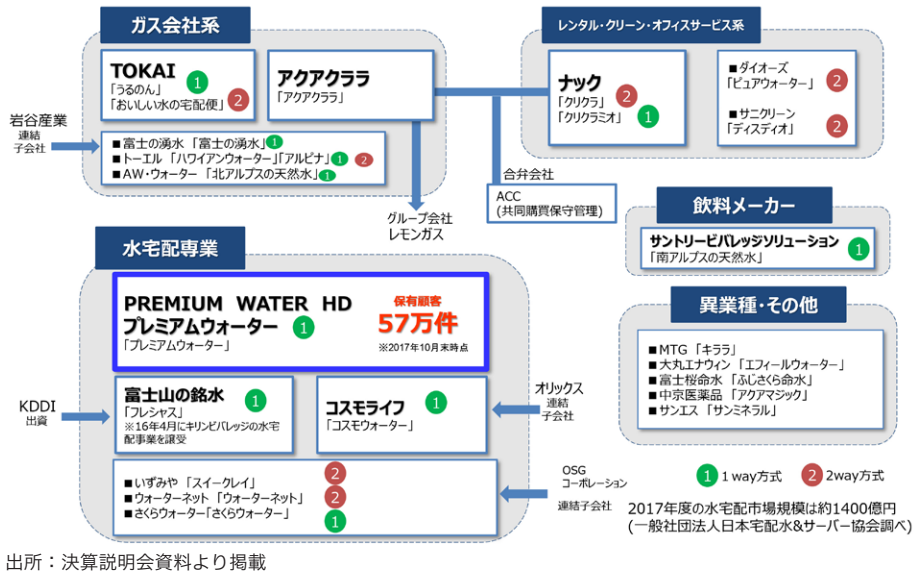 ガス会社系
TOKAI
「うるのん」
「おいしい水の宅配便」
1
2
アクアクララ
「アクアクララ」
岩谷産業
連結
子会社
■富士の湧水 「富士の湧水」1
■トーエル 「ハワイアンウォーター」「アルピナ」1 2
■AW・ウォーター 「北アルプスの天然水」1
グループ会社
レモンガス
レンタル・クリーン・オフィスサービス系
ナック
「クリクラ」 2
「クリクラミオ」 1
■ダイオーズ
「ピュアウォーター」 2
■サニクリーン
「ディスディオ」 2
合弁会社
ACC
(共同購買保守管理)
飲料メーカー
サントリービバレッジソリューション
「南アルプスの天然水」
1
水宅配専業
PREMIUM WATER HD
プレミアムウォーター 1
「プレミアムウォーター」
保有顧客
57万件
※2017年10月末時点
KDDI
出資
富士山の銘水
「フレシャス」
1
※16年4月にキリンビバレッジの水宅
配事業を譲受
コスモライフ
「コスモウォーター」
1
オリックス
連結
子会社
■いずみや 「スイークレイ」 2
■ウォーターネット 「ウォーターネット」 2
■さくらウォーター「さくらウォーター」 1
OSG
コーポレーション
連結子会社
異業種・その他
■MTG 「キララ」
■大丸エナウィン 「エフィールウォーター」
■富士桜命水 「ふじさくら命水」
■中京医薬品 「アクアマジック」
■サンエス 「サンミネラル」
1 1way方式 2 2way方式
2017年度の水宅配市場規模は約1400億円
(一般社団法人日本宅配水&サーバー協会調べ)
出所：決算説明会資料より掲載